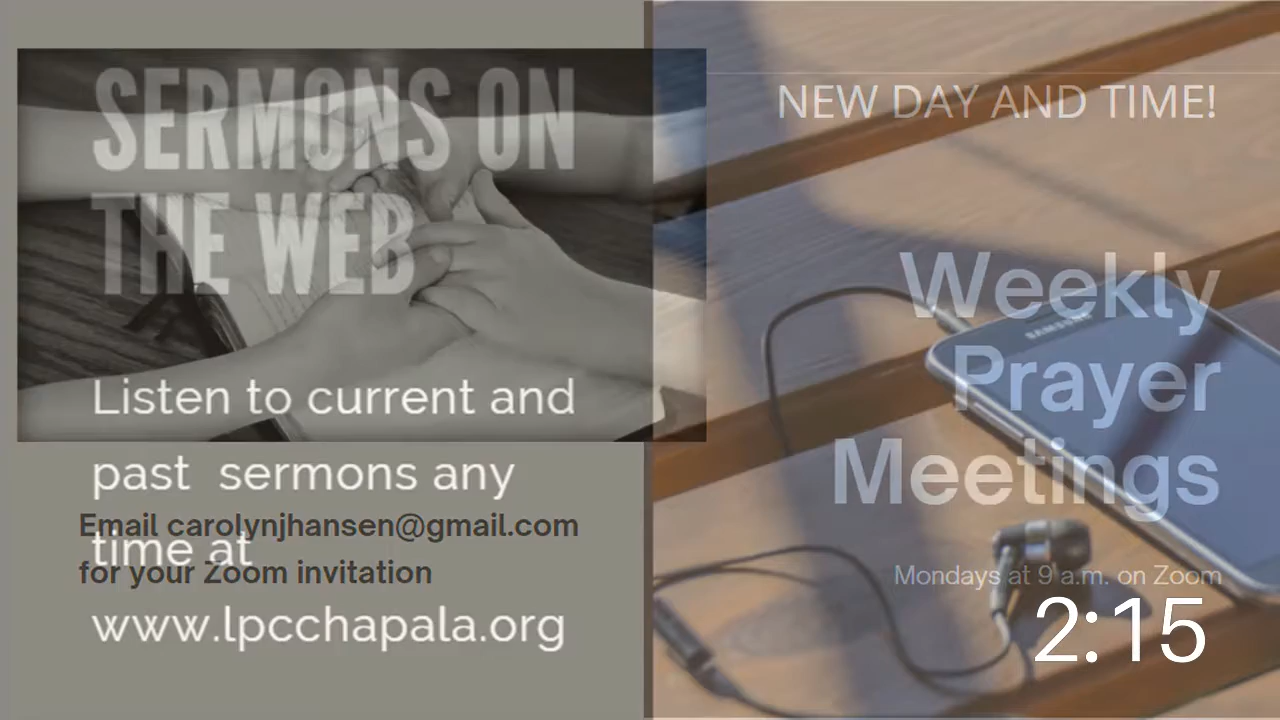 SERMONS ON
THE WEB
Listen to current and
past sermons any
time at
www.lpcchapala.org
Email carolynjhansen@gmail.com
for your Zoom invitation
NEW DAY AND TIME!
Weekly
Prayer
Meetings
Mondays at 9 a.m. on Zoom
2:15
SAMSUNG